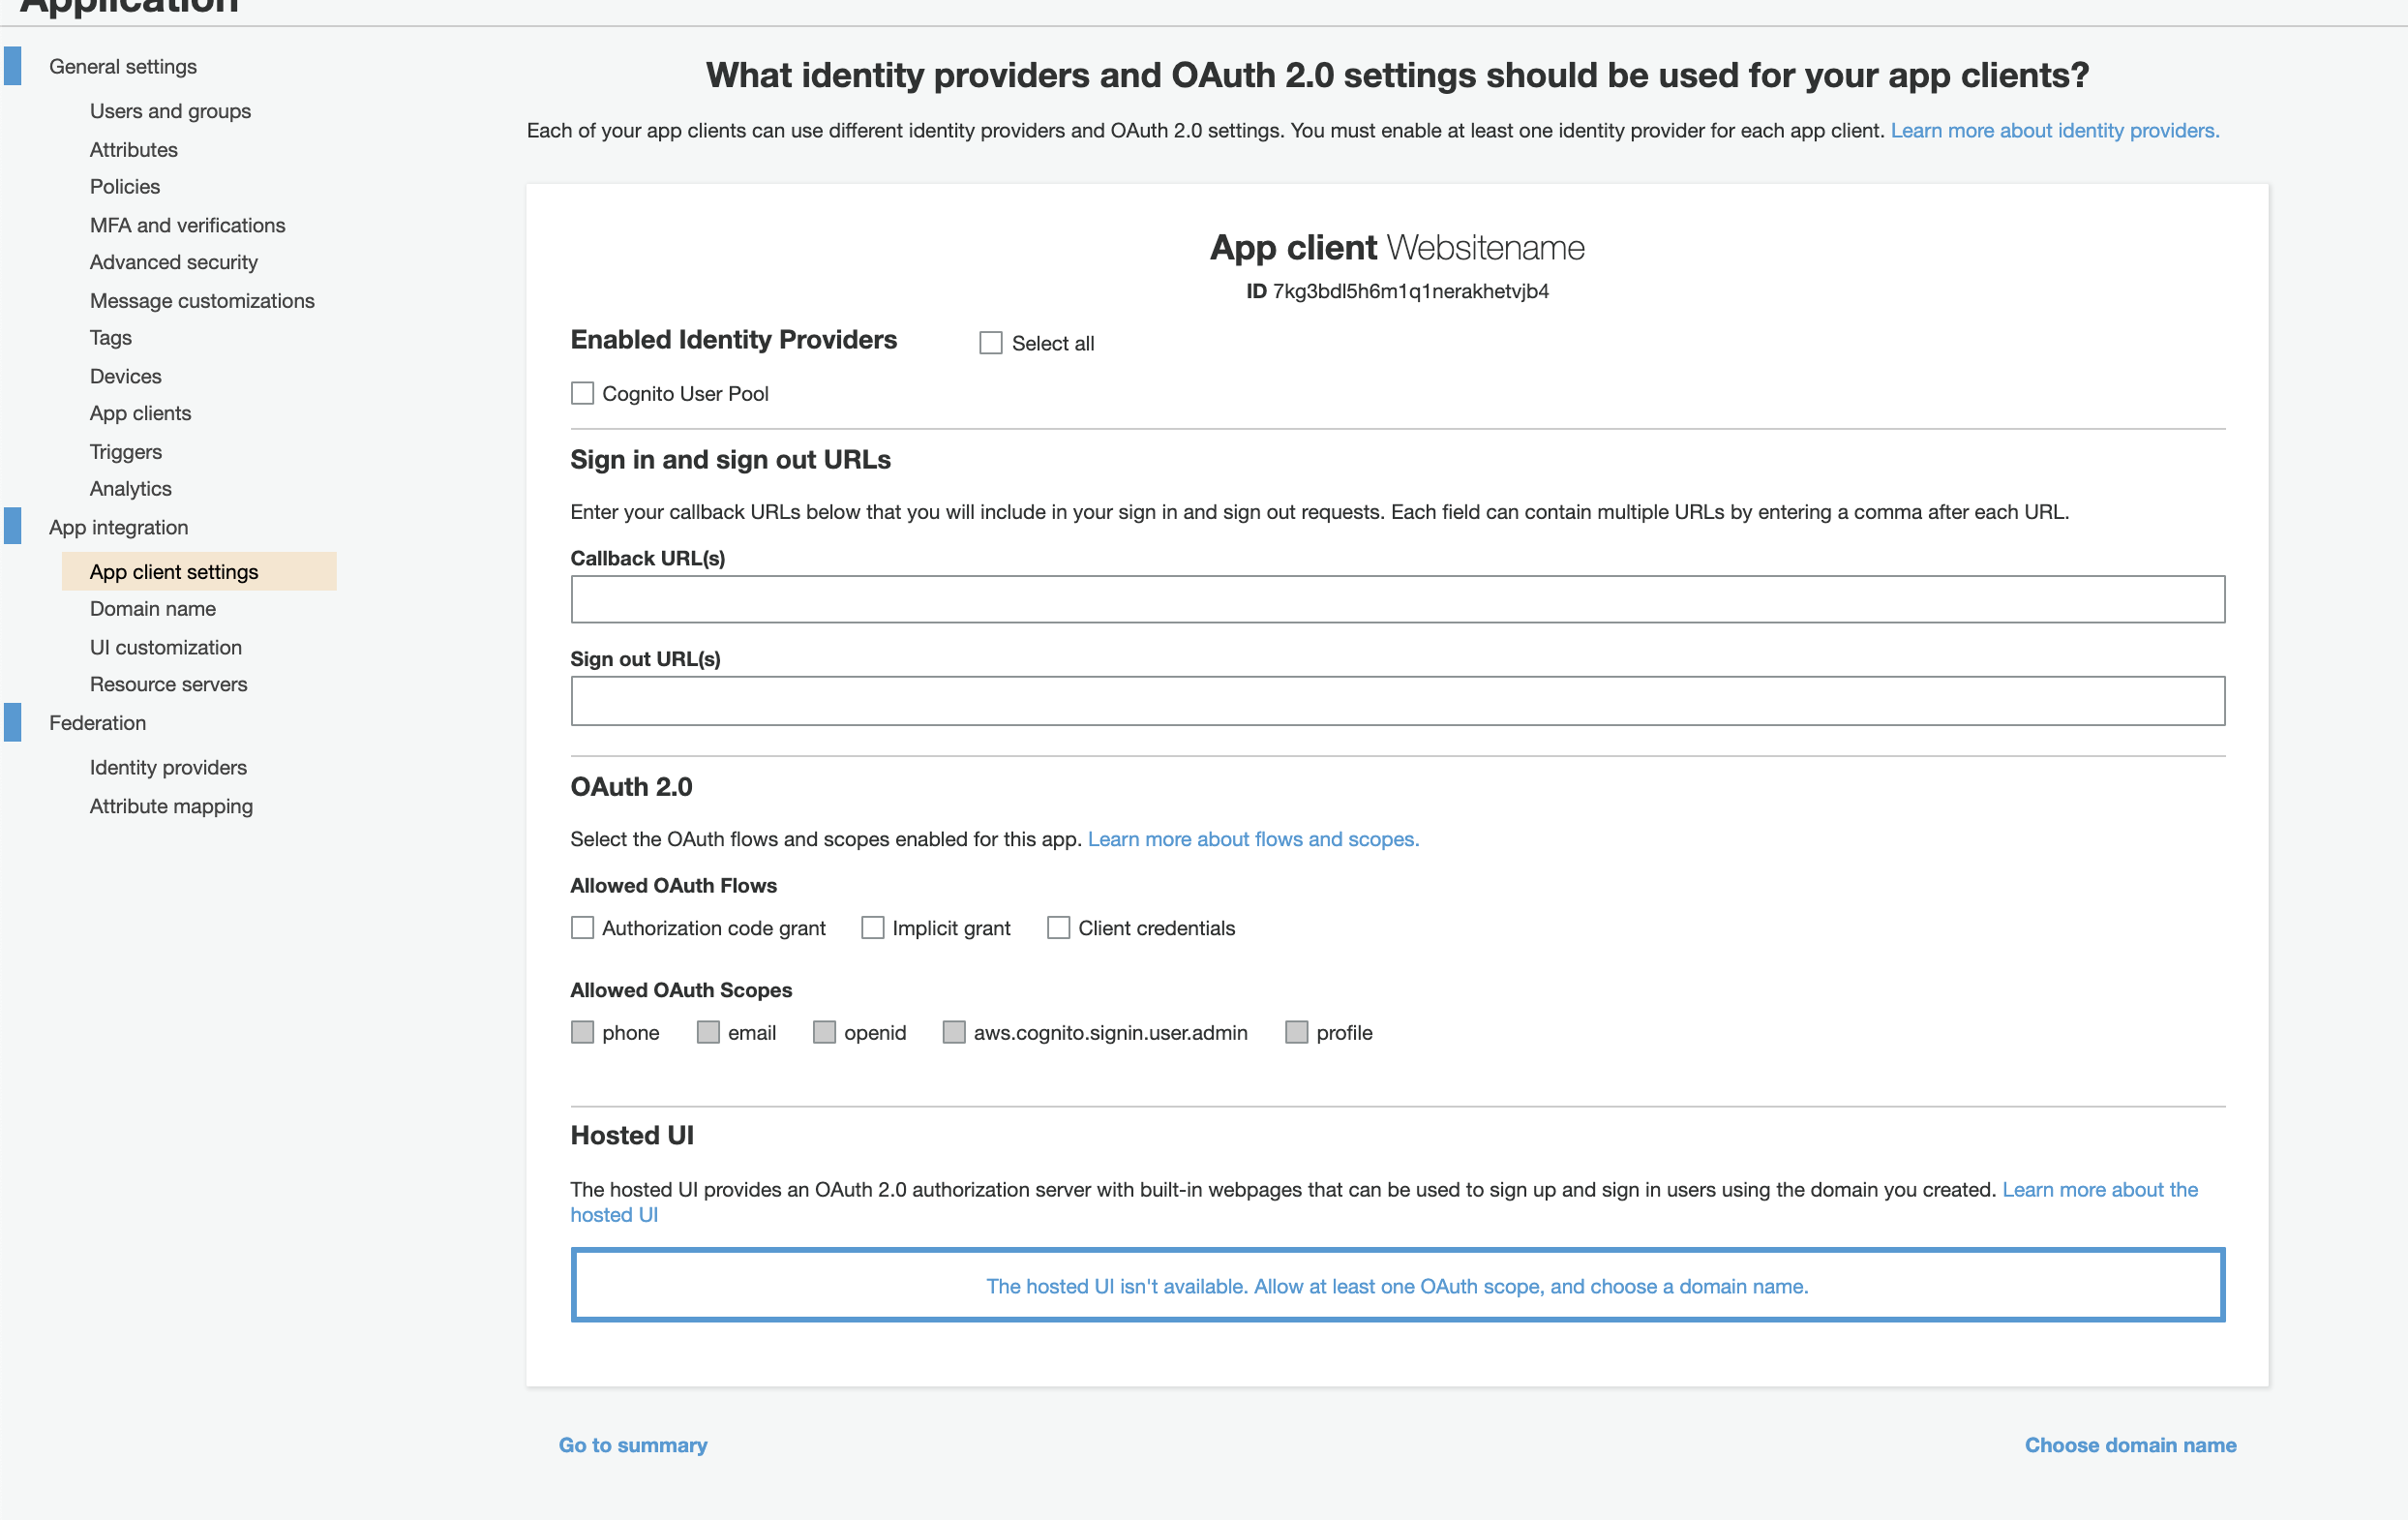 Application
General settings
Users and groups
Attributes
Policies
MFA and verifications
Advanced security
Message customizations
Tags
Devices
App clients
Triggers
Analytics
App integration
App client settings
Domain name
UI customization
Resource servers
Federation
Identity providers
Attribute mapping
What identity providers and OAuth 2.0 settings should be used for your app clients?
Each of your app clients can use different identity providers and OAuth 2.0 settings. You must enable at least one identity provider for each app client. Learn more about identity providers.
App client Websitename
ID 7kg3bdl5h6m1q1nerakhetvjb4
Enabled Identity Providers Select all
Cognito User Pool
Sign in and sign out URLs
Enter your callback URLs below that you will include in your sign in and sign out requests. Each field can contain multiple URLs by entering a comma after each URL.
Callback URL(s)
Sign out URL(s)
OAuth 2.0
Select the OAuth flows and scopes enabled for this app. Learn more about flows and scopes.
Allowed OAuth Flows
Authorization code grant Implicit grant Client credentials
Allowed OAuth Scopes
phone email openid aws.cognito.signin.user.admin profile
Hosted UI
The hosted UI provides an OAuth 2.0 authorization server with built-in webpages that can be used to sign up and sign in users using the domain you created. Learn more about the
hosted UI
The hosted UI isn't available. Allow at least one OAuth scope, and choose a domain name.
Go to summary Choose domain name